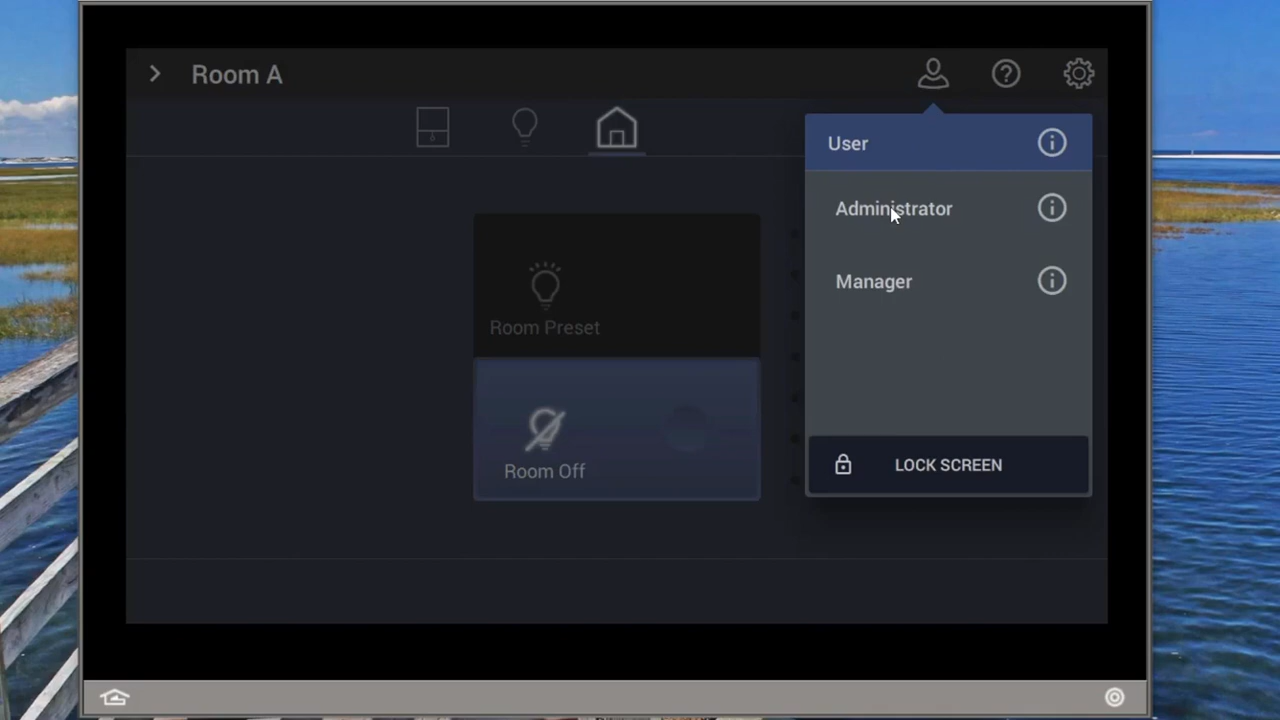 Room A
User
Administrator
Manager
LOCK SCREEN
Room Preset
Room Off